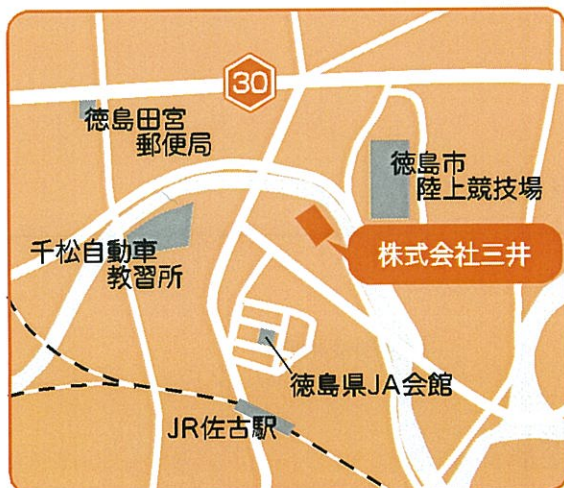 30
徳島田宮
郵便局
徳島市
陸上競技場
千松自動車
教習所
株式会社三井
徳島県JA会館
JR佐古駅